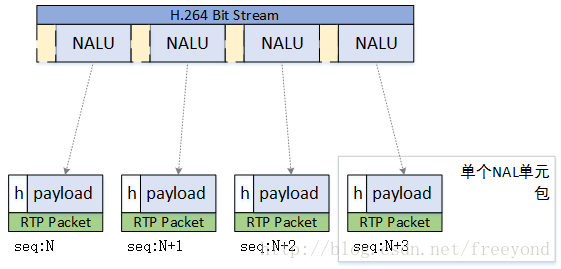 H.264 Bit Stream
NALU NALU NALU NALU
单个NAL单元
包
h payload h payload h payload h payload
RTP Packet RTP Packet RTP Packet RTP Packet
seq:N seq:N+1 seq:N+2 seq:N+3
http://blog.csdn.net/freeyond